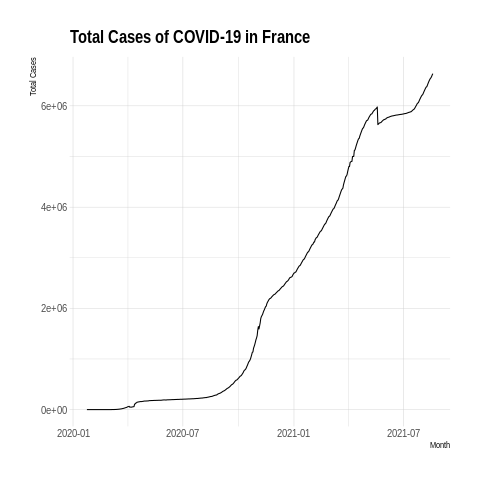 Total Cases of COVID-19 in France
Total Cases
6e+06
4e+06
2e+06
0e+00
2020-01 2020-07 2021-01 2021-07
Month